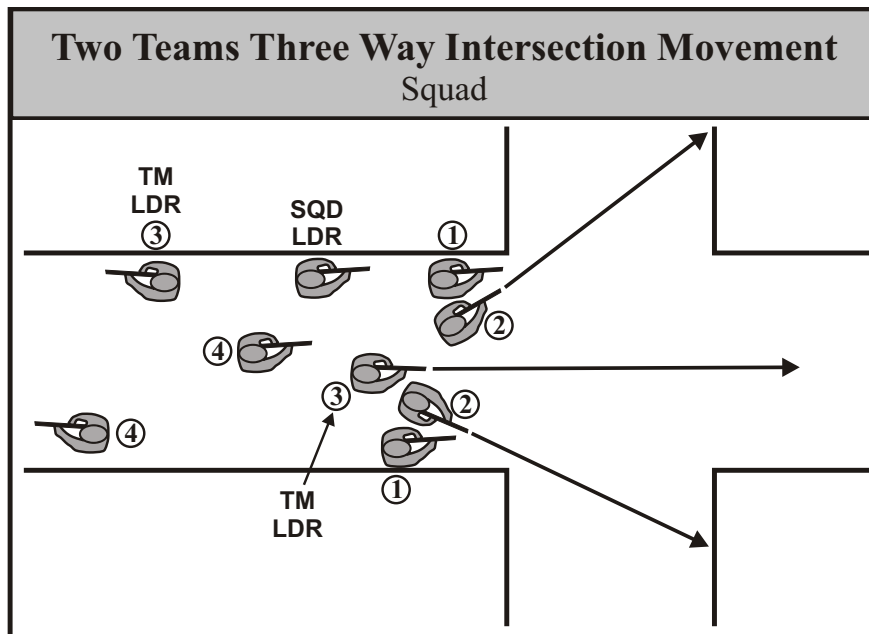 Two Teams Three Way Intersection Movement
Squad
TM
LDR
③
SQD
LDR
①
②
④
③
②
④
①
TM
LDR